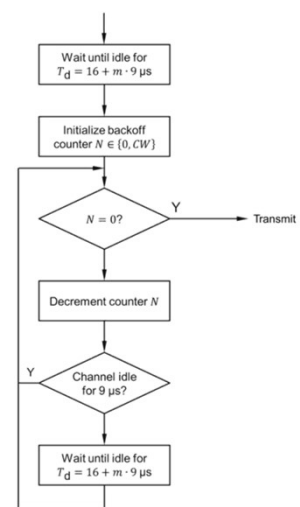 Wait until idle for
T_d = 16 + m · 9 µs
Initialize backoff
counter N ∈ {0, CW}
N = 0?
Y
Transmit
Decrement counter N
Channel idle
for 9 µs?
Y
Wait until idle for
T_d = 16 + m · 9 µs